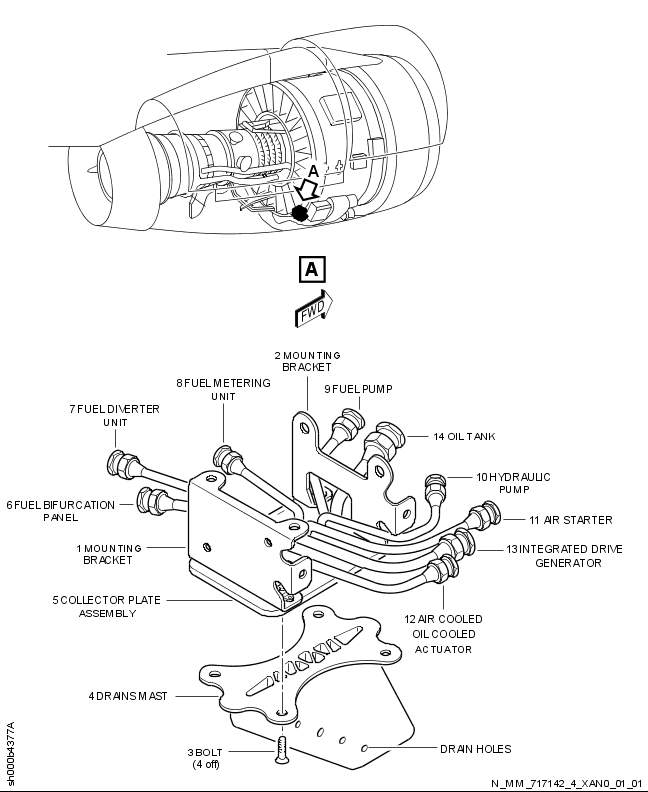 A
A
FWD
2 MOUNTING
BRACKET
8 FUEL METERING
UNIT
9 FUEL PUMP
7 FUEL DIVERTER
UNIT
14 OIL TANK
10 HYDRAULIC
PUMP
6 FUEL BIFURCATION
PANEL
11 AIR STARTER
1 MOUNTING
BRACKET
13 INTEGRATED DRIVE
GENERATOR
5 COLLECTOR PLATE
ASSEMBLY
12 AIR COOLED
OIL COOLED
ACTUATOR
4 DRAINS MAST
3 BOLT
(4 off)
DRAIN HOLES
sh000b4377A
N_MM_717142_4_XAN0_01_01